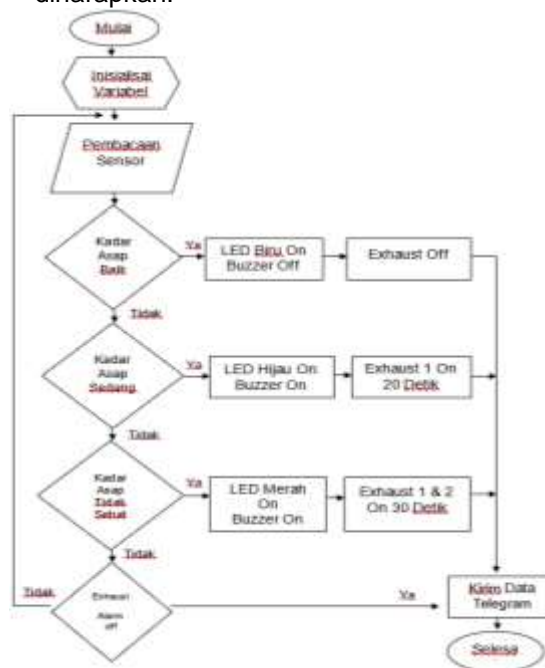 diharapkan.
Mulai
Inisialisai
Variabel
Pembacaan
Sensor
Kadar
Asap
Baik
Ya
LED Biru On
Buzzer Off
Exhaust Off
Tidak
Kadar
Asap
Sedang
Ya
LED Hijau On
Buzzer On
Exhaust 1 On
20 Detik
Tidak
Kadar
Asap
Tidak
Sehat
Ya
LED Merah
On
Buzzer On
Exhaust 1 & 2
On 30 Detik
Tidak
Tidak
Exhaust
Alarm
off
Ya
Kirim Data
Telegram
Selesa